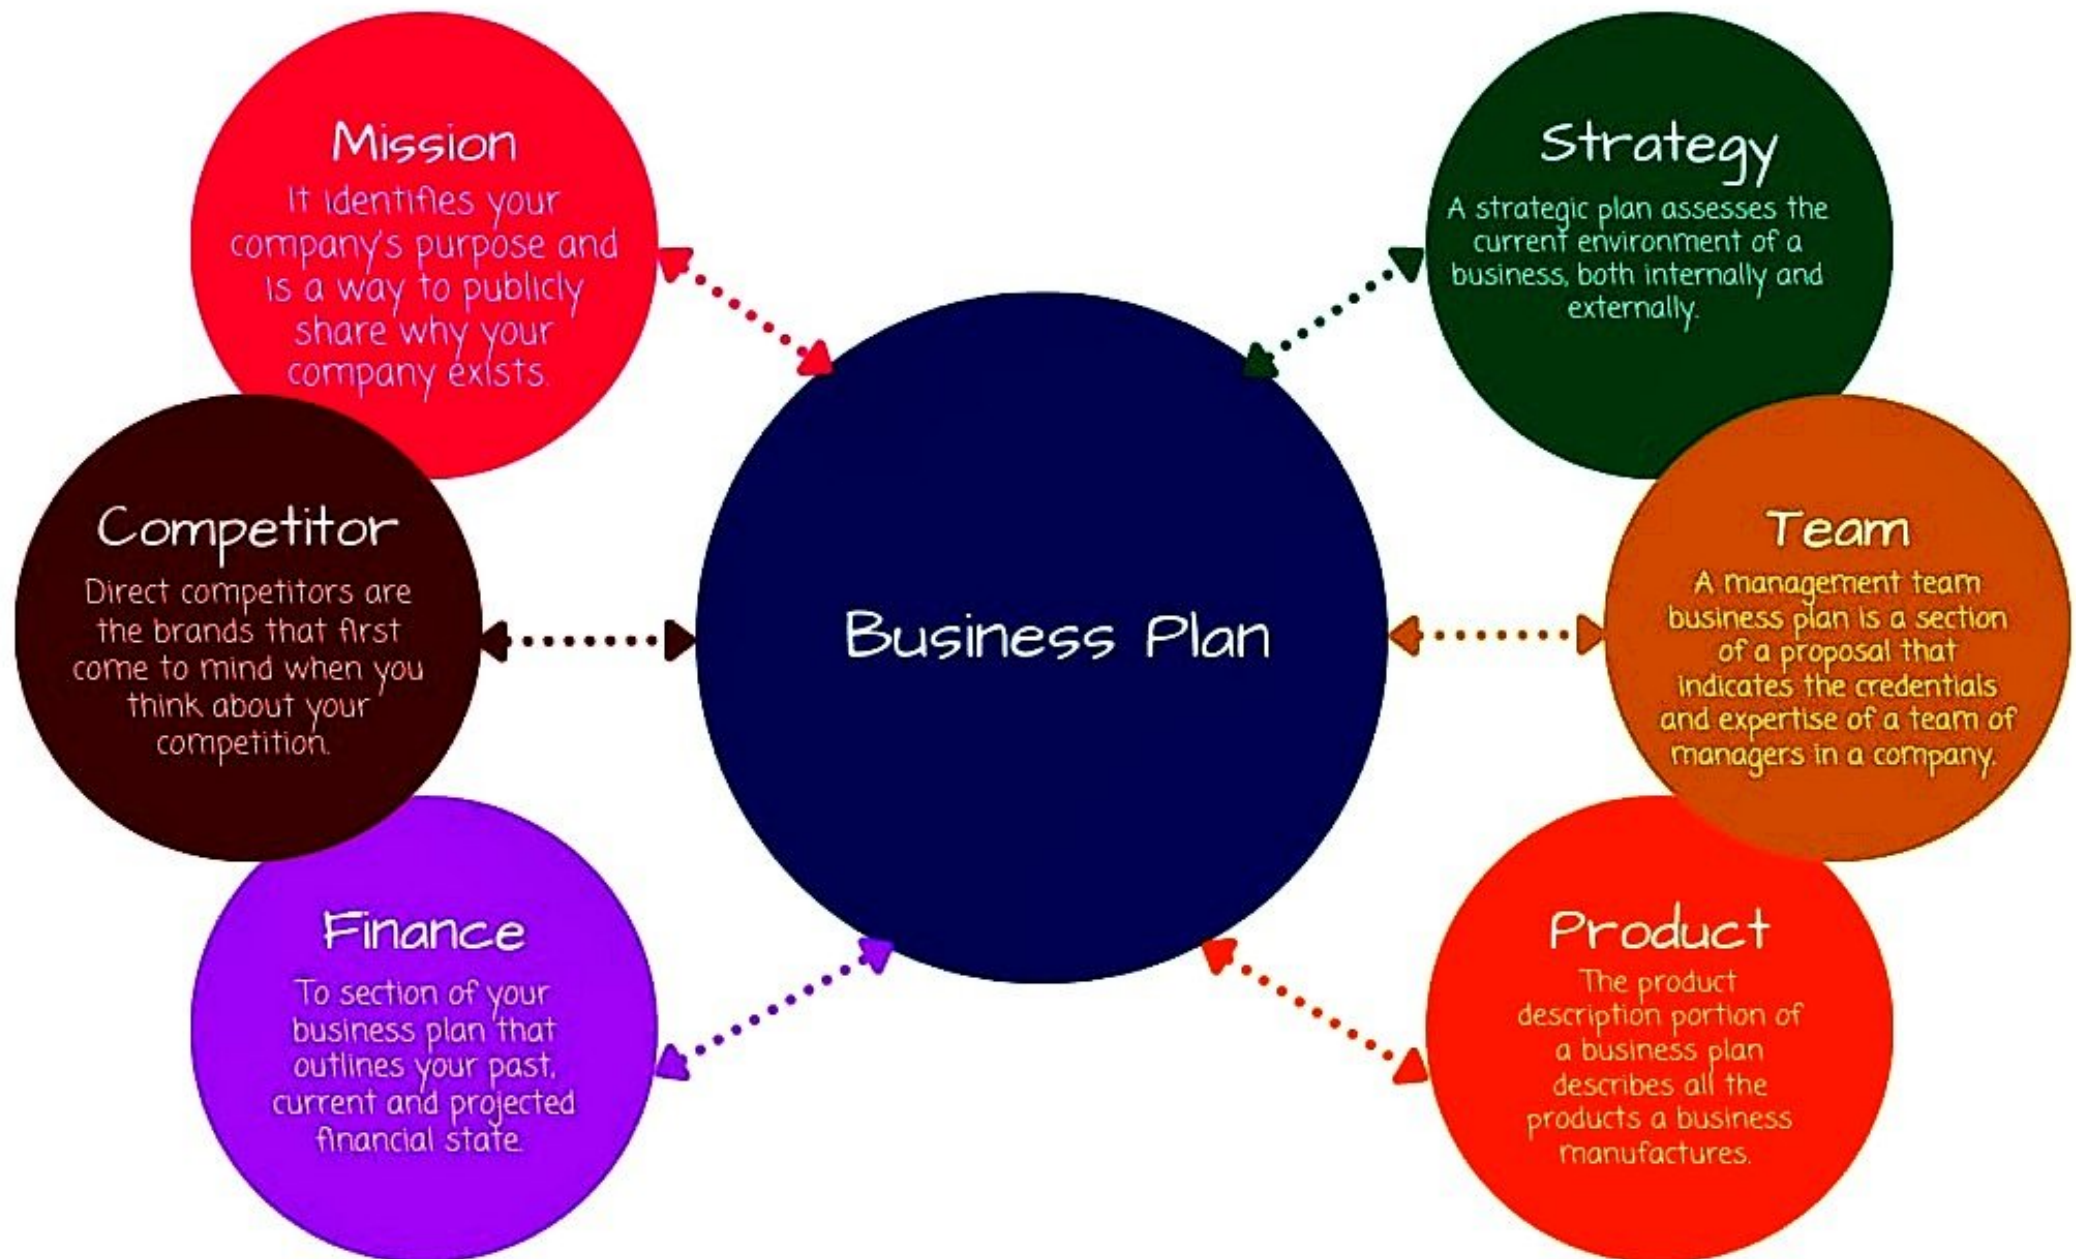 Mission
It identifies your
company's purpose and
is a way to publicly
share why your
company exists.
Competitor
Direct competitors are
the brands that first
come to mind when you
think about your
competition.
Finance
To section of your
business plan that
outlines your past,
current and projected
financial state.
Business Plan
Strategy
A strategic plan assesses the
current environment of a
business, both internally and
externally.
Team
A management team
business plan is a section
of a proposal that
indicates the credentials
and expertise of a team of
managers in a company.
Product
The product
description portion of
a business plan
describes all the
products a business
manufactures.